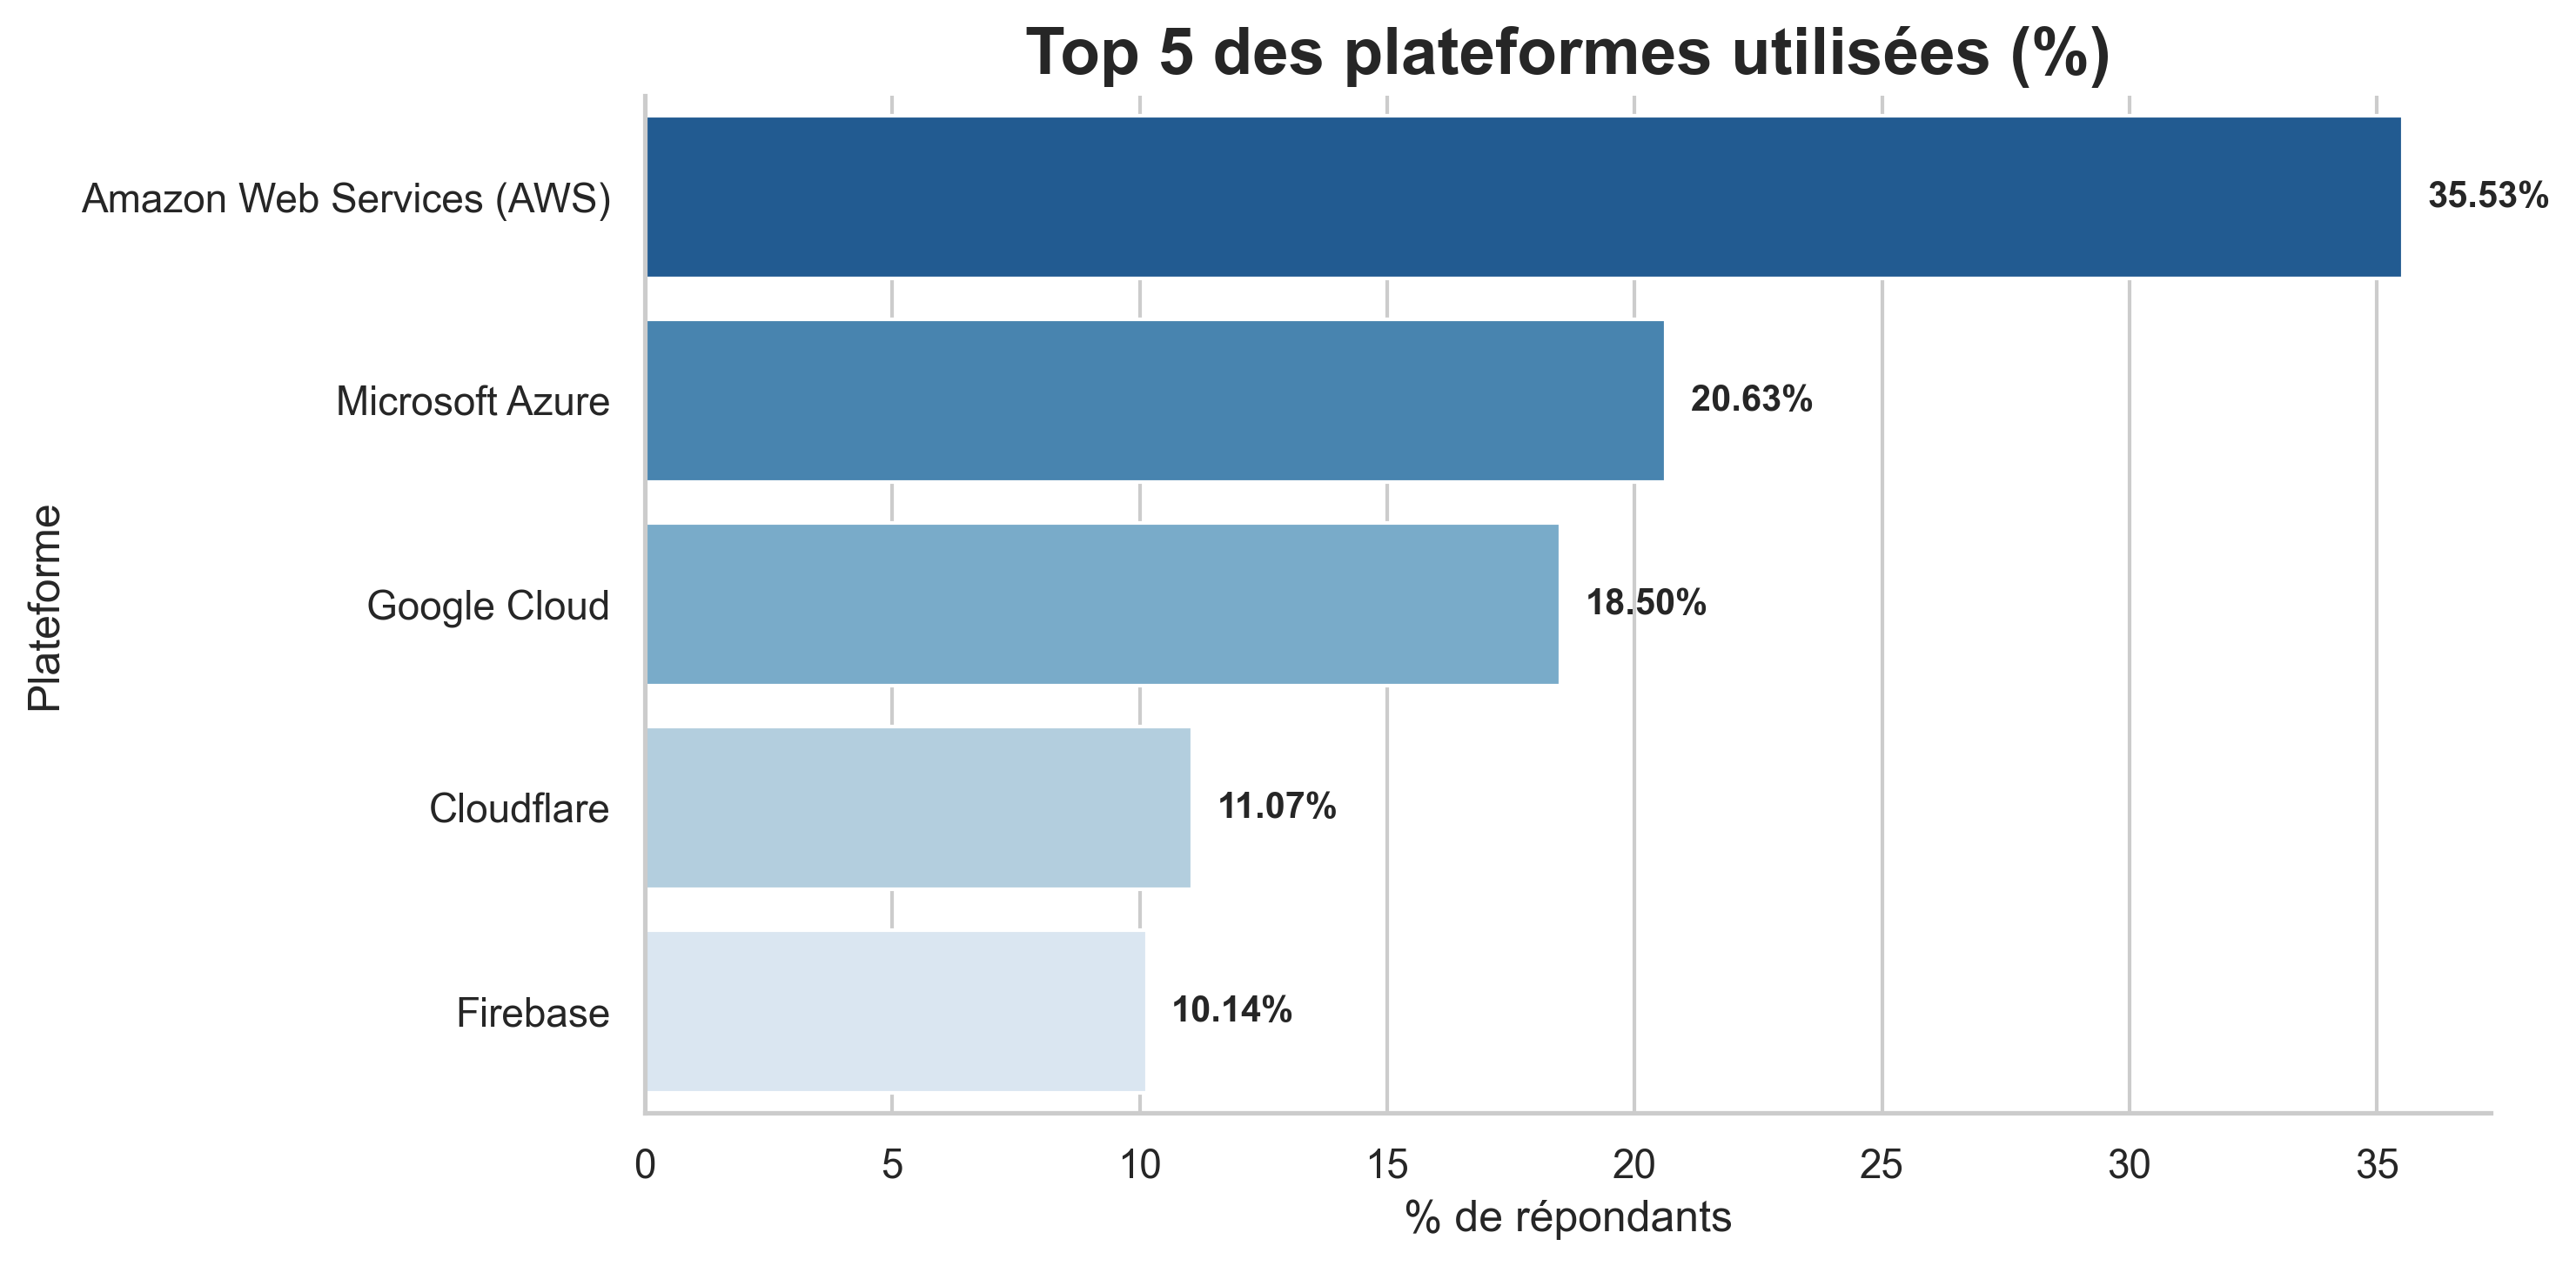 Top 5 des plateformes utilisées (%)
Plateforme
Amazon Web Services (AWS)
35.53%
Microsoft Azure
20.63%
Google Cloud
18.50%
Cloudflare
11.07%
Firebase
10.14%
0 5 10 15 20 25 30 35
% de répondants